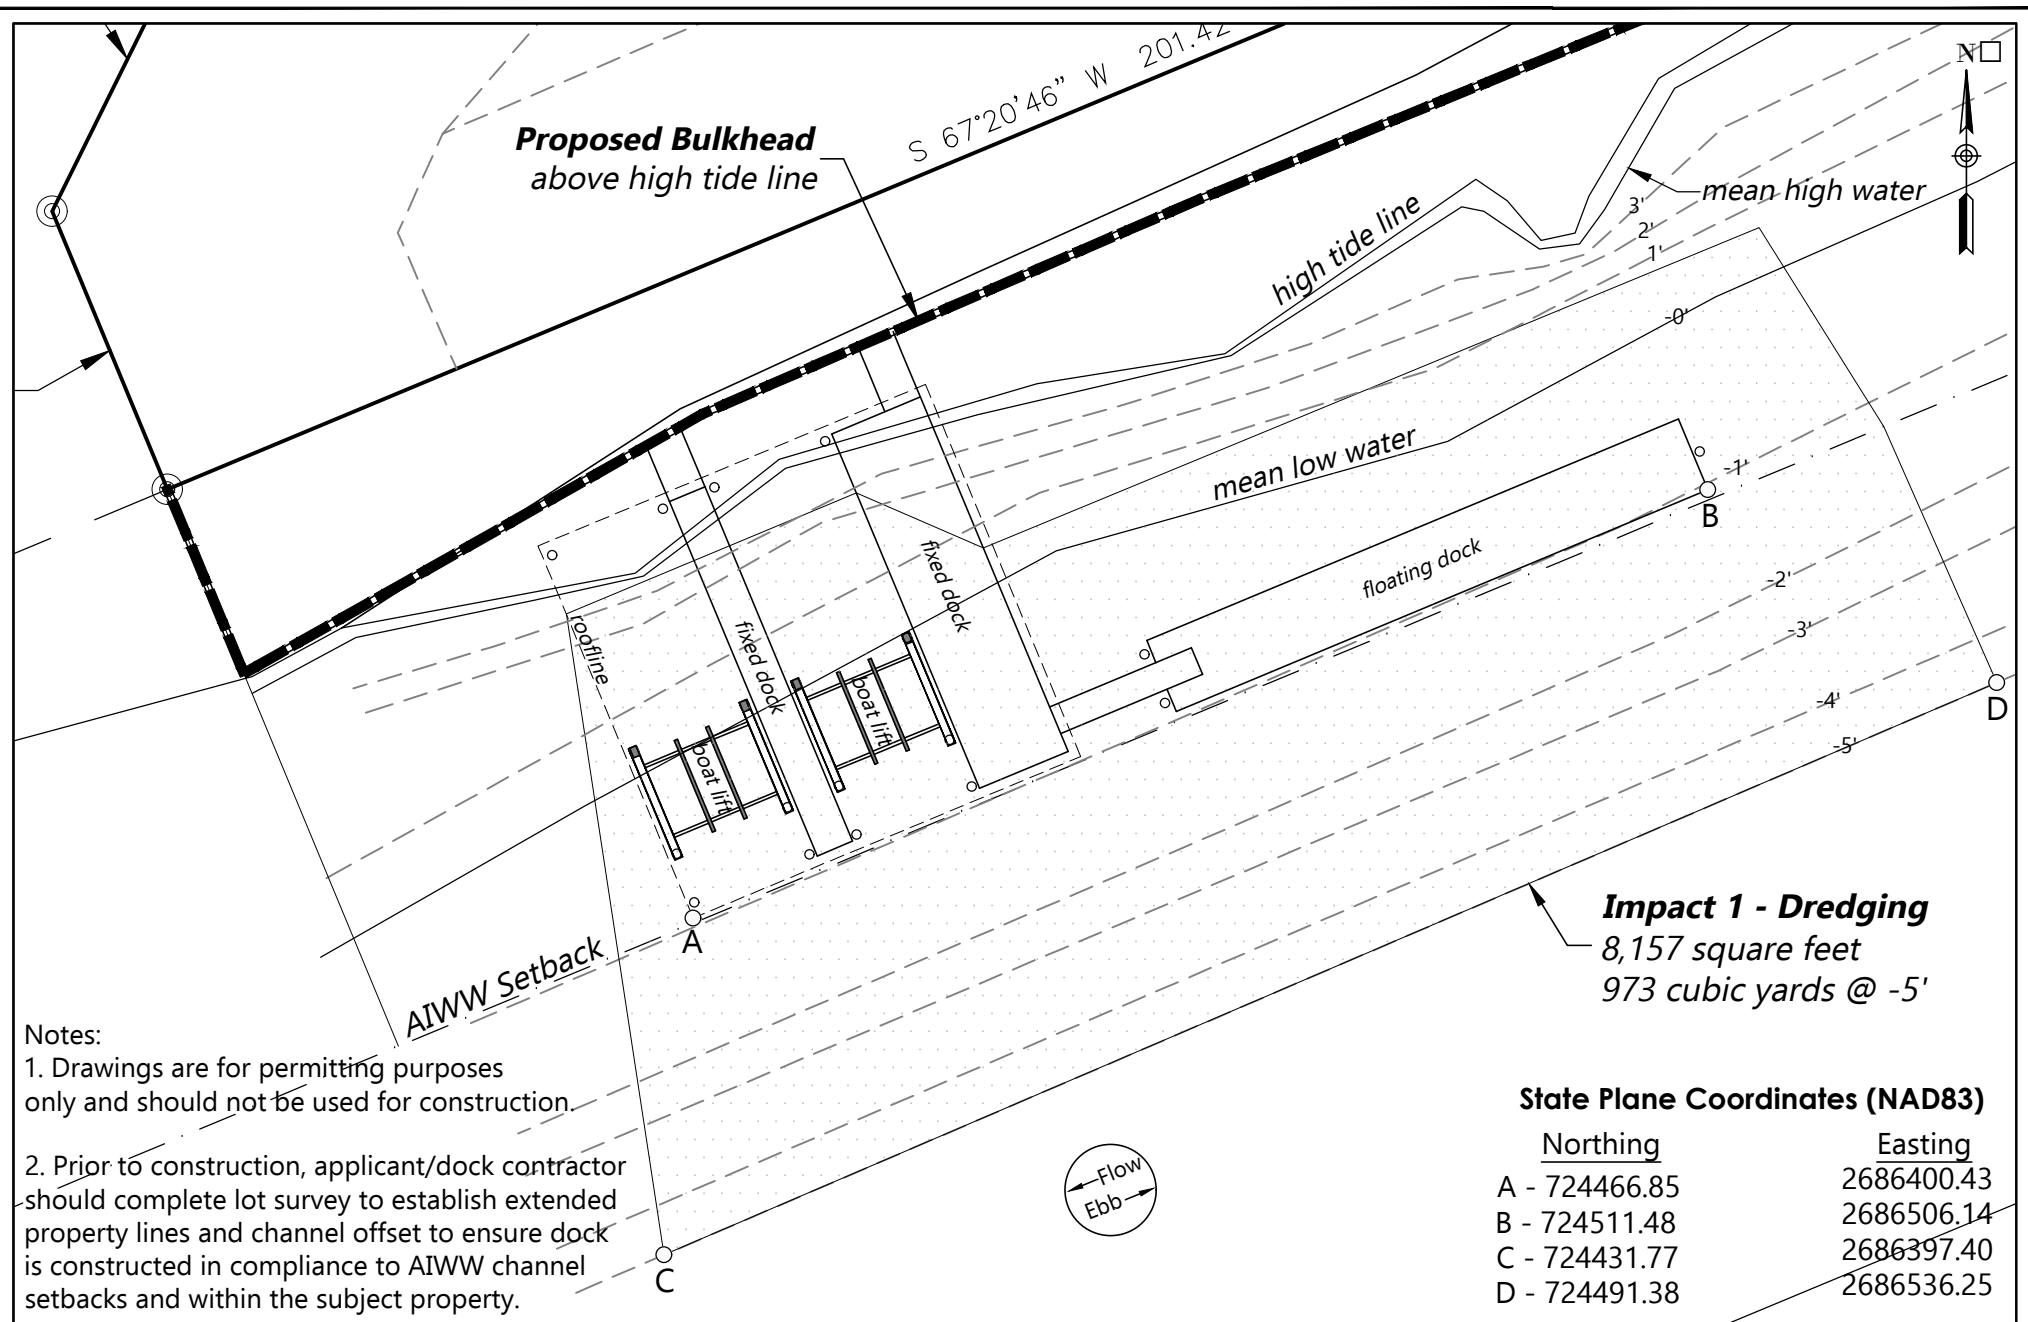 N
S 67°20'46” W 201.42
Proposed Bulkhead
above high tide line
mean high water
high tide line
3'
2'
1'
-0'
mean low water
-1'
B
fixed dock
floating dock
-2'
roofline
fixed dock
-3'
boat lift
-4'
D
boat lift
-5'
A
AIWW Setback
Impact 1 - Dredging
8,157 square feet
973 cubic yards @ -5'
Notes:
1. Drawings are for permitting purposes
only and should not be used for construction.
2. Prior to construction, applicant/dock contractor
should complete lot survey to establish extended
property lines and channel offset to ensure dock
is constructed in compliance to AIWW channel
setbacks and within the subject property.
C
Flow
Ebb
State Plane Coordinates (NAD83)
Northing Easting
A - 724466.85 2686400.43
B - 724511.48 2686506.14
C - 724431.77 2686397.40
D - 724491.38 2686536.25